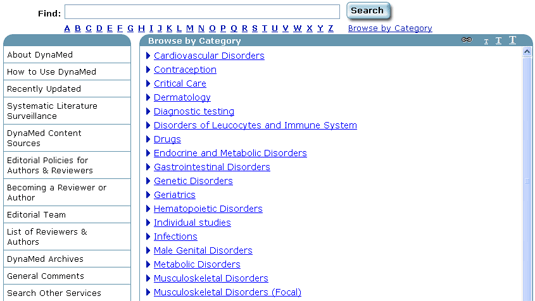 Find:
Search
A B C D E F G H I J K L M N O P Q R S T U V W X Y Z
Browse by Category
Browse by Category
T T T
About DynaMed
How to Use DynaMed
Recently Updated
Systematic Literature
Surveillance
DynaMed Content
Sources
Editorial Policies for
Authors & Reviewers
Becoming a Reviewer or
Author
Editorial Team
List of Reviewers &
Authors
DynaMed Archives
General Comments
Search Other Services
Cardiovascular Disorders
Contraception
Critical Care
Dermatology
Diagnostic testing
Disorders of Leucocytes and Immune System
Drugs
Endocrine and Metabolic Disorders
Gastrointestinal Disorders
Genetic Disorders
Geriatrics
Hematopoietic Disorders
Individual studies
Infections
Male Genital Disorders
Metabolic Disorders
Musculoskeletal Disorders
Musculoskeletal Disorders (Focal)